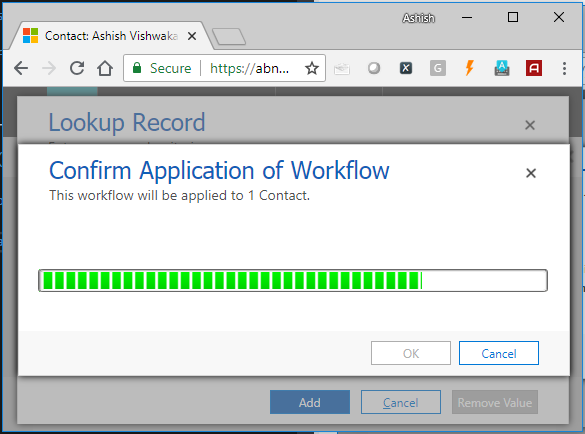 Ashish
Contact: Ashish Vishwaka
Secure
https://abn...
Lookup Record
Confirm Application of Workflow
This workflow will be applied to 1 Contact.
OK
Cancel
Add
Cancel
Remove Value